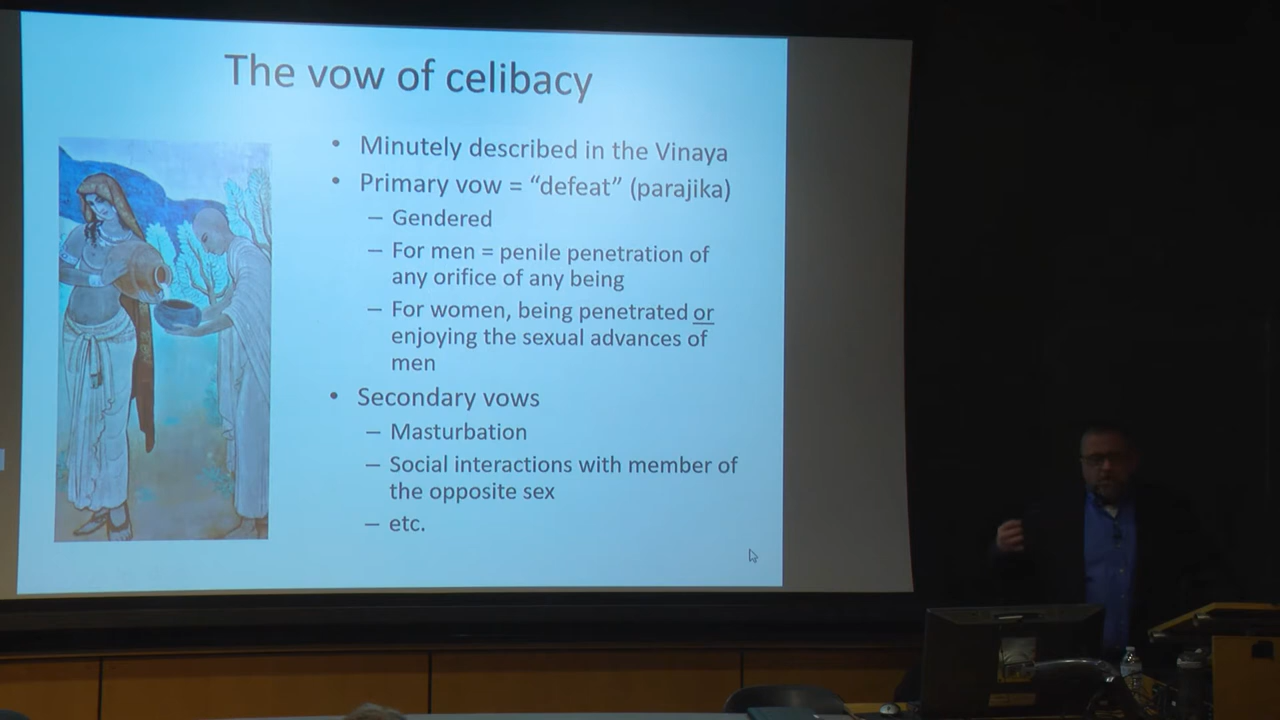 The vow of celibacy
• Minutely described in the Vinaya
• Primary vow = “defeat” (parajika)
– Gendered
– For men = penile penetration of
any orifice of any being
– For women, being penetrated or
enjoying the sexual advances of
men
• Secondary vows
– Masturbation
– Social interactions with member of
the opposite sex
– etc.